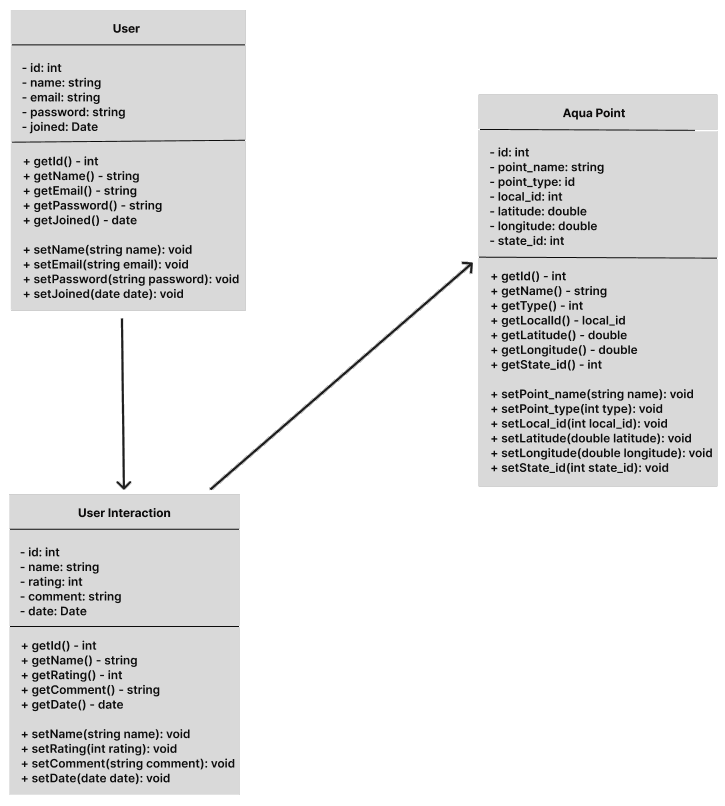 User
- id: int
- name: string
- email: string
- password: string
- joined: Date
+ getId() - int
+ getName() - string
+ getEmail() - string
+ getPassword() - string
+ getJoined() - date
+ setName(string name): void
+ setEmail(string email): void
+ setPassword(string password): void
+ setJoined(date date): void
Aqua Point
- id: int
- point_name: string
- point_type: id
- local_id: int
- latitude: double
- longitude: double
- state_id: int
+ getId() - int
+ getName() - string
+ getType() - int
+ getLocalId() - local_id
+ getLatitude() - double
+ getLongitude() - double
+ getState_id() - int
+ setPoint_name(string name): void
+ setPoint_type(int type): void
+ setLocal_id(int local_id): void
+ setLatitude(double latitude): void
+ setLongitude(double longitude): void
+ setState_id(int state_id): void
User Interaction
- id: int
- name: string
- rating: int
- comment: string
- date: Date
+ getId() - int
+ getName() - string
+ getRating() - int
+ getComment() - string
+ getDate() - date
+ setName(string name): void
+ setRating(int rating): void
+ setComment(string comment): void
+ setDate(date date): void